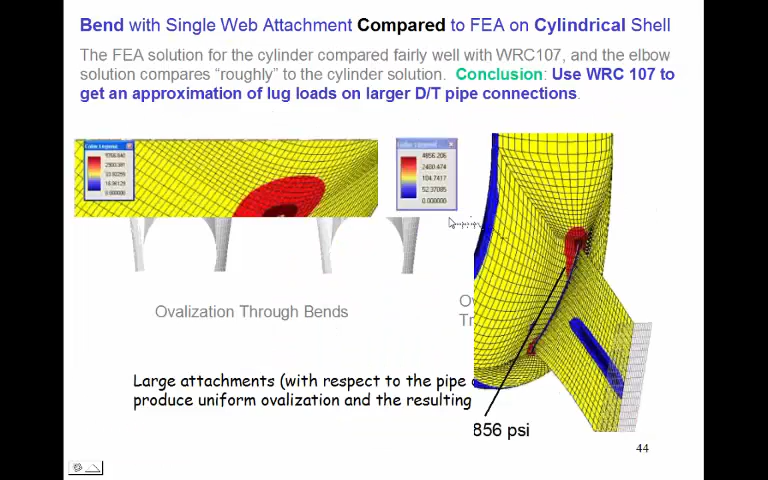 Bend with Single Web Attachment Compared to FEA on Cylindrical Shell
The FEA solution for the cylinder compared fairly well with WRC107, and the elbow
solution compares “roughly” to the cylinder solution. Conclusion: Use WRC 107 to
get an approximation of lug loads on larger D/T pipe connections.
Color Legend
4856.206
2400.474
104.7417
52.37085
0.000000
0.000000
Ovalization Through Bends
Large attachments (with respect to the pipe
produce uniform ovalization and the resulting
856 psi
44